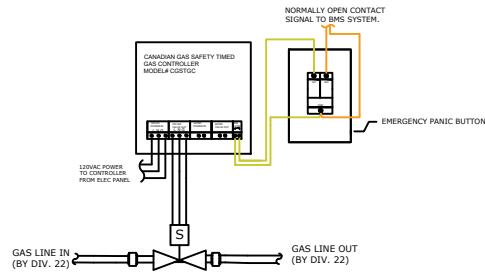 NORMALLY OPEN CONTACT
SIGNAL TO BMS SYSTEM.
CANADIAN GAS SAFETY TIMED
GAS CONTROLLER
MODEL# CGSTGC
EMERGENCY PANIC BUTTON
120VAC POWER
TO CONTROLLER
FROM ELEC PANEL
S
GAS LINE IN
(BY DIV. 22)
GAS LINE OUT
(BY DIV. 22)